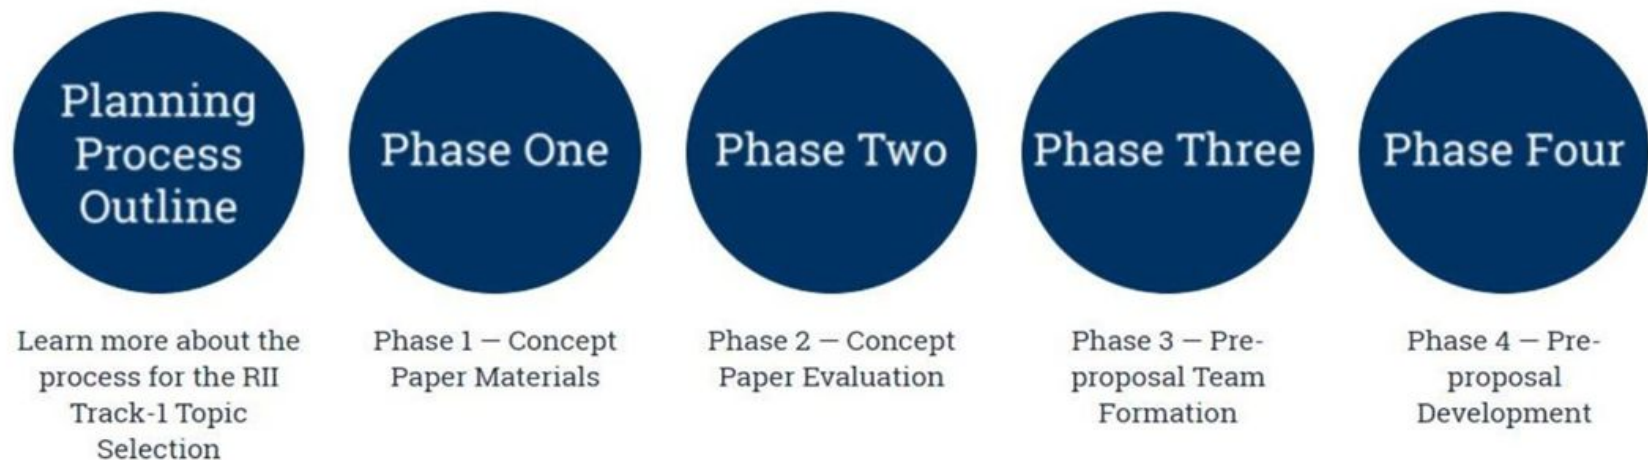 Planning
Process
Outline
Phase One
Phase Two
Phase Three
Phase Four
Learn more about the
process for the RII
Track-1 Topic
Selection
Phase 1 — Concept
Paper Materials
Phase 2 — Concept
Paper Evaluation
Phase 3 — Pre-
proposal Team
Formation
Phase 4 — Pre-
proposal
Development